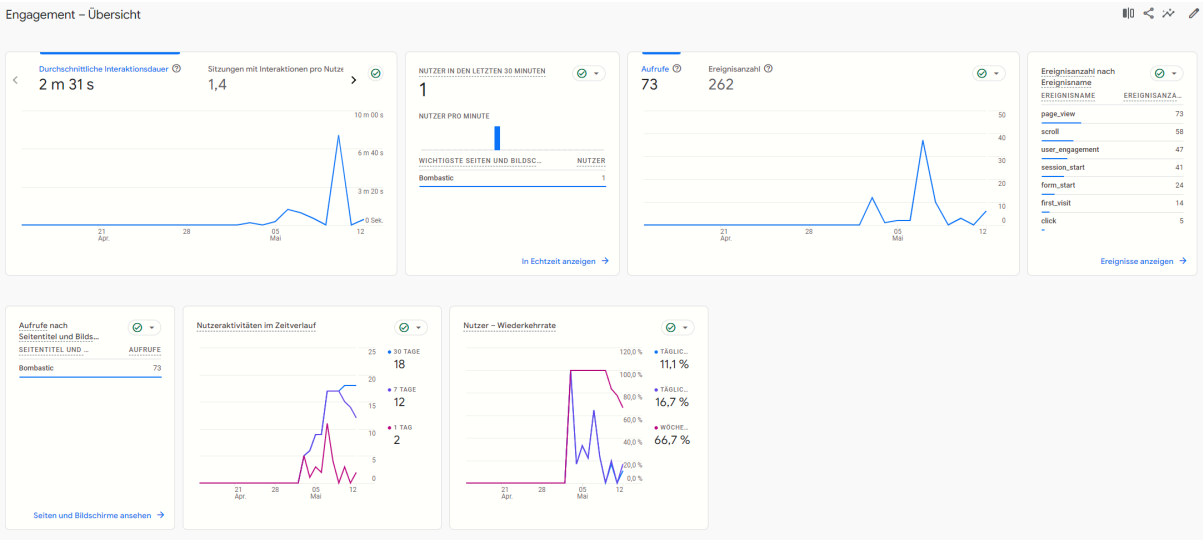 Engagement – Übersicht
Durchschnittliche Interaktionsdauer
2 m 31 s
Sitzungen mit Interaktionen pro Nutze
1,4
10 m 00 s
6 m 40 s
3 m 20 s
0 Sek.
21
Apr.
28
05
Mai
12
NUTZER IN DEN LETZTEN 30 MINUTEN
1
NUTZER PRO MINUTE
WICHTIGSTE SEITEN UND BILDSC...
NUTZER
Bombastic
1
In Echtzeit anzeigen
Aufrufe
73
Ereignisanzahl
262
50
40
30
20
10
0
21
Apr.
28
05
Mai
12
Ereignisanzahl nach
Ereignisname
EREIGNISNAME
EREIGNISANZA...
page_view
73
scroll
58
user_engagement
47
session_start
41
form_start
24
first_visit
14
click
5
Ereignisse anzeigen
Aufrufe nach
Seitentitel und Bilds...
SEITENTITEL UND ...
AUFRUFE
Bombastic
73
Seiten und Bildschirme ansehen
Nutzeraktivitäten im Zeitverlauf
25
20
15
10
5
0
21
Apr.
28
05
Mai
12
30 TAGE
18
7 TAGE
12
1 TAG
2
Nutzer – Wiederkehrrate
120,0 %
100,0 %
80,0 %
60,0 %
40,0 %
20,0 %
0,0 %
21
Apr.
28
05
Mai
12
TÄGLIC...
11,1 %
TÄGLIC...
16,7 %
WÖCHE...
66,7 %